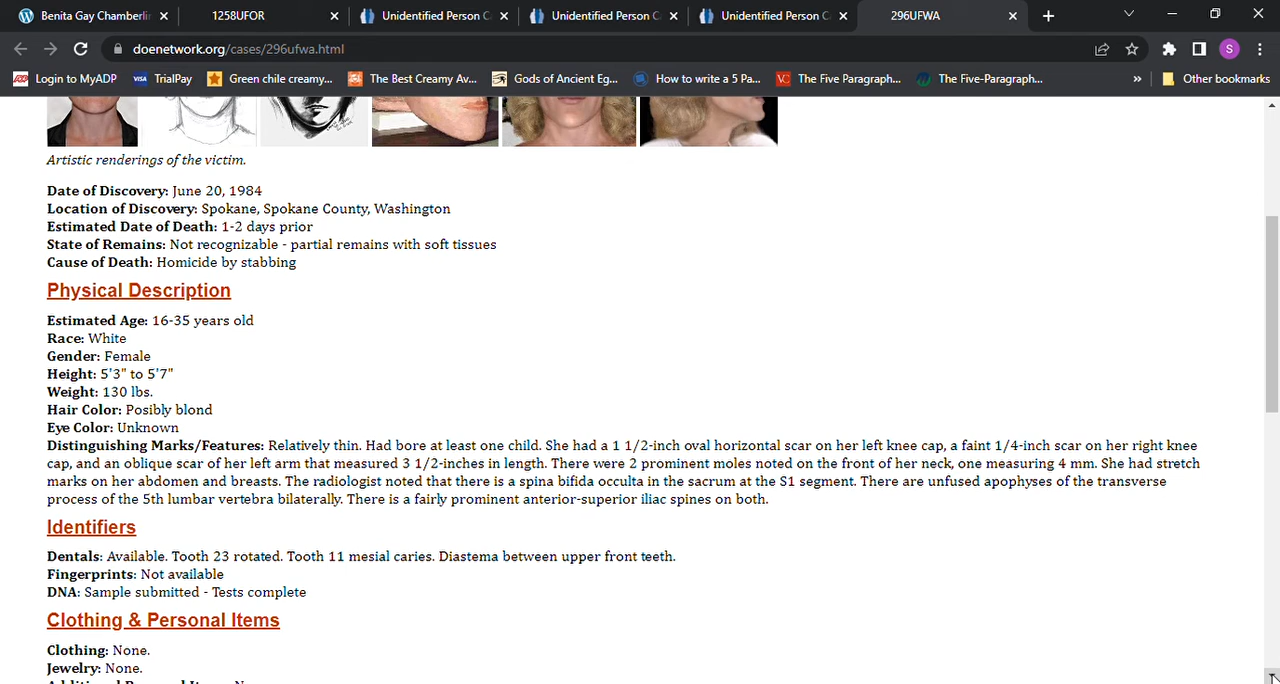 Benita Gay Chamberlin
1258UFOR
Unidentified Person C
Unidentified Person C
Unidentified Person C
296UFWA
doenetwork.org/cases/296ufwa.html
S
ADP
Login to MyADP
VISA
TrialPay
Green chile creamy...
The Best Creamy Av...
Gods of Ancient Eg...
How to write a 5 Pa...
VC
The Five Paragraph...
The Five-Paragraph...
»
Other bookmarks
Artistic renderings of the victim.
Date of Discovery: June 20, 1984
Location of Discovery: Spokane, Spokane County, Washington
Estimated Date of Death: 1-2 days prior
State of Remains: Not recognizable - partial remains with soft tissues
Cause of Death: Homicide by stabbing
Physical Description
Estimated Age: 16-35 years old
Race: White
Gender: Female
Height: 5'3" to 5'7"
Weight: 130 lbs.
Hair Color: Posibly blond
Eye Color: Unknown
Distinguishing Marks/Features: Relatively thin. Had bore at least one child. She had a 1 1/2-inch oval horizontal scar on her left knee cap, a faint 1/4-inch scar on her right knee
cap, and an oblique scar of her left arm that measured 3 1/2-inches in length. There were 2 prominent moles noted on the front of her neck, one measuring 4 mm. She had stretch
marks on her abdomen and breasts. The radiologist noted that there is a spina bifida occulta in the sacrum at the S1 segment. There are unfused apophyses of the transverse
process of the 5th lumbar vertebra bilaterally. There is a fairly prominent anterior-superior iliac spines on both.
Identifiers
Dentals: Available. Tooth 23 rotated. Tooth 11 mesial caries. Diastema between upper front teeth.
Fingerprints: Not available
DNA: Sample submitted - Tests complete
Clothing & Personal Items
Clothing: None.
Jewelry: None.